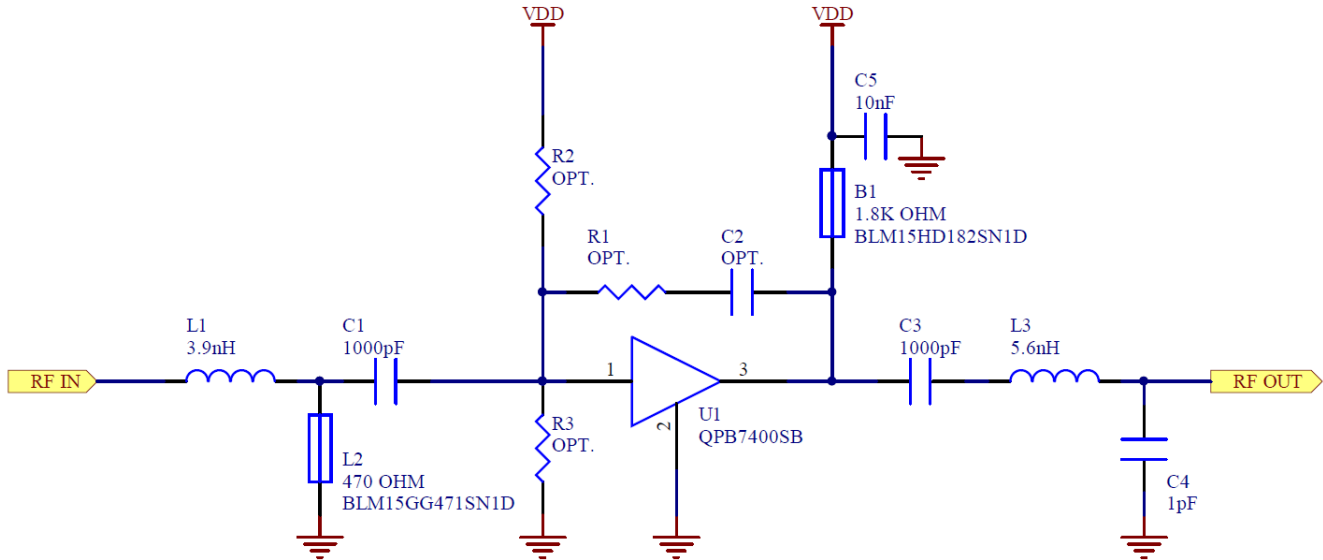 VDD
VDD
C5
10nF
R2
OPT.
B1
1.8K OHM
BLM15HD182SN1D
R1
OPT.
C2
OPT.
L1
3.9nH
C1
1000pF
C3
1000pF
L3
5.6nH
RF IN
1
3
RF OUT
2
U1
QPB7400SB
R3
OPT.
L2
470 OHM
BLM15GG471SN1D
C4
1pF